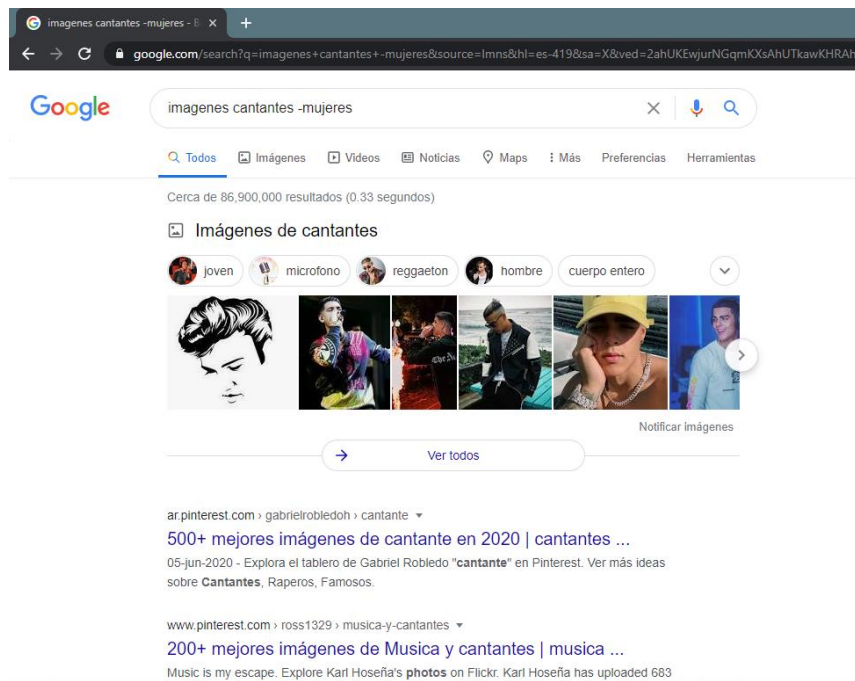 imagenes cantantes -mujeres - B
google.com/search?q=imagenes+cantantes+-mujeres&source=lmns&hl=es-419&sa=X&ved=2ahUKEwjurNGqmKXsAhUTkawKHRAh
Google
imagenes cantantes -mujeres
Todos Imágenes Videos Noticias Maps Más Preferencias Herramientas
Cerca de 86,900,000 resultados (0.33 segundos)
Imágenes de cantantes
joven microfono reggaeton hombre cuerpo entero
Notificar imágenes
Ver todos
ar.pinterest.com › gabrielrobledoh › cantante
500+ mejores imágenes de cantante en 2020 | cantantes ...
05-jun-2020 - Explora el tablero de Gabriel Robledo "cantante" en Pinterest. Ver más ideas
sobre Cantantes, Raperos, Famosos.
www.pinterest.com › ross1329 › musica-y-cantantes
200+ mejores imágenes de Musica y cantantes | musica ...
Music is my escape. Explore Karl Hoseña's photos on Flickr. Karl Hoseña has uploaded 683